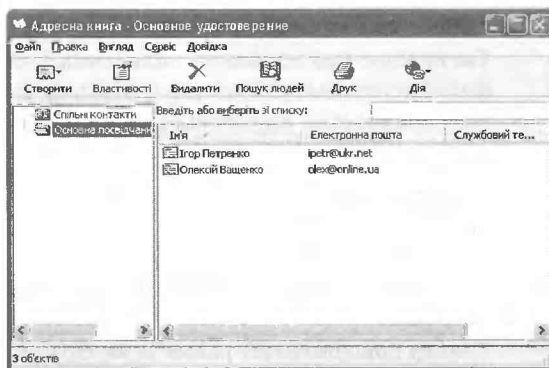 Адресна книга - Основное удостоверение
Файл Правка Вигляд Сервіс Довідка
Створити Властивості Видалити Пошук людей Друк Дія
Спільні контакти
Основна посвідчан
Введіть або виберіть зі списку:
Ім'я Електронна пошта Службовий те...
Ігор Петренко ipetr@ukr.net
Олексій Ващенко olex@online.ua
3 об'єктів